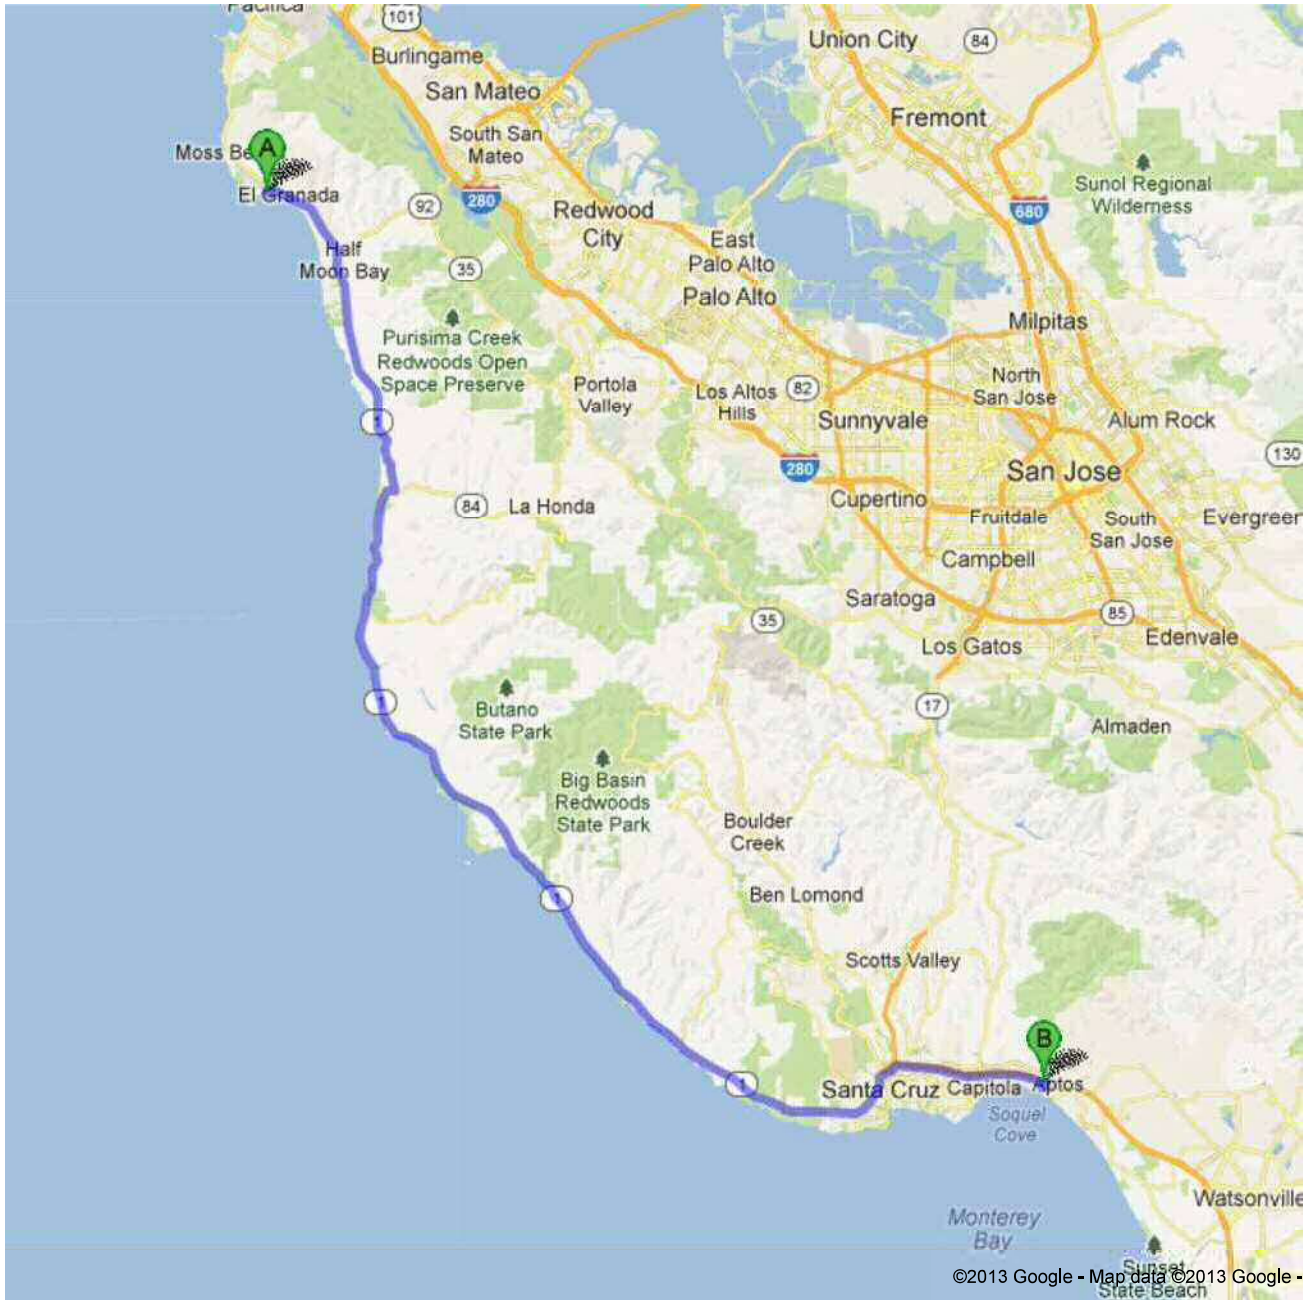 Pacifica
101
Burlingame
Union City
84
San Mateo
Fremont
South San
Mateo
A
Moss Be
El Granada
92
280
Redwood
City
680
Sunol Regional
Wilderness
East
Palo Alto
Half
Moon Bay
35
Palo Alto
Milpitas
Purisima Creek
Redwoods Open
Space Preserve
Portola
Valley
Los Altos
Hills
82
North
San Jose
Sunnyvale
Alum Rock
1
130
280
San Jose
Cupertino
84
La Honda
Fruitdale
South
San Jose
Evergreen
Campbell
Saratoga
35
85
Los Gatos
Edenvale
1
17
Butano
State Park
Almaden
Big Basin
Redwoods
State Park
Boulder
Creek
1
Ben Lomond
Scotts Valley
B
1
Santa Cruz
Capitola
Aptos
Soquel
Cove
Watsonville
Monterey
Bay
Sunset
State Beach
©2013 Google - Map data ©2013 Google -